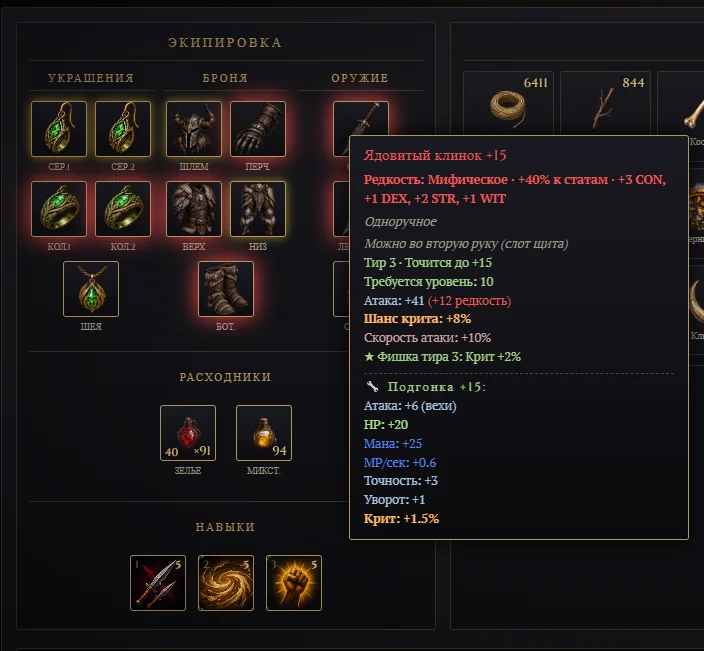 ЭКИПИРОВКА
УКРАШЕНИЯ
БРОНЯ
ОРУЖИЕ
СЕР.1
СЕР.2
ШЛЕМ
ПЕРЧ.
КОЛ.1
КОЛ.2
ВЕРХ
НИЗ
ШЕЯ
БОТ.
РАСХОДНИКИ
40 ×91
94
ЗЕЛЬЕ
МИКСТ.
НАВЫКИ
1 5
2 5
3 5
6411
844
Ядовитый клинок +15
Редкость: Мифическое · +40% к статам · +3 CON,
+1 DEX, +2 STR, +1 WIT
Одноручное
Можно во вторую руку (слот щита)
Тир 3 · Точится до +15
Требуется уровень: 10
Атака: +41 (+12 редкость)
Шанс крита: +8%
Скорость атаки: +10%
★ Фишка тира 3: Крит +2%
Подгонка +15:
Атака: +6 (вехи)
HP: +20
Мана: +25
MP/сек: +0.6
Точность: +3
Уворот: +1
Крит: +1.5%